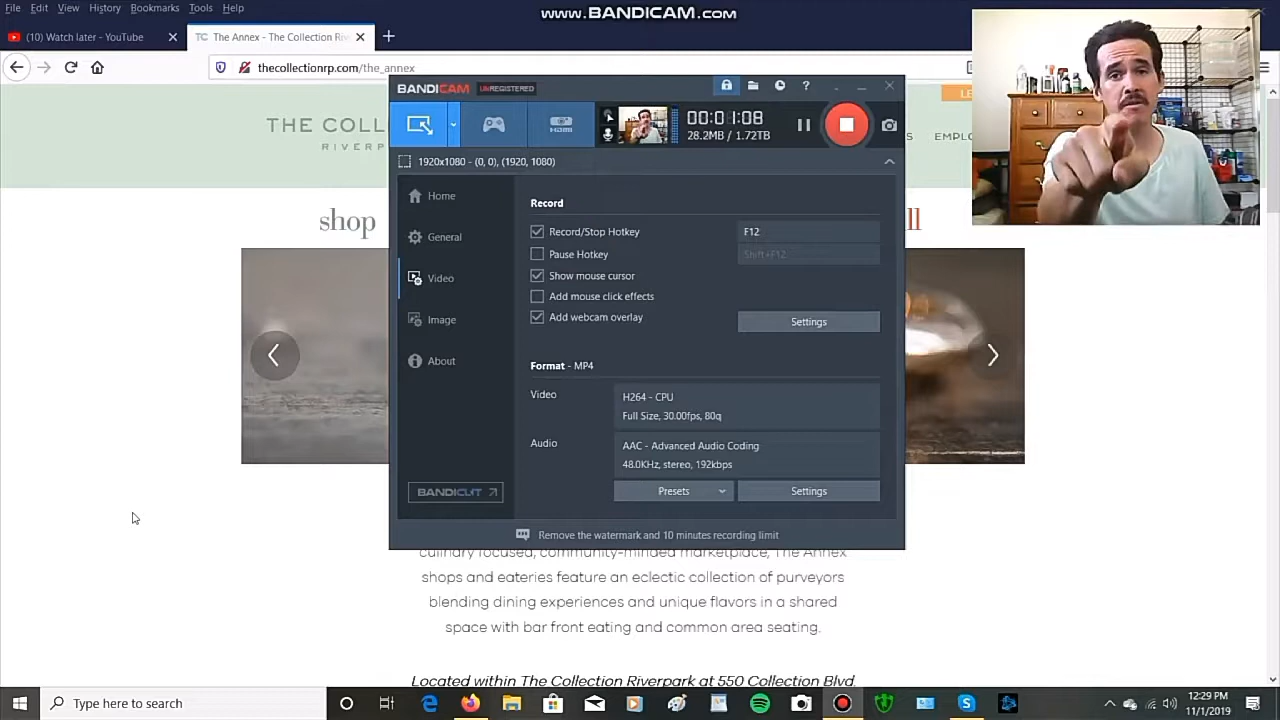 www.BANDICAM.com
File Edit View History Bookmarks Tools Help
(10) Watch later - YouTube
TC The Annex - The Collection Riv
thecollectionrp.com/the_annex
BANDICAM UNREGISTERED
THE COLL
RIVERP
EMPLO
HDMI
00:01:08
28.2MB / 1.72TB
1920x1080 - (0, 0), (1920, 1080)
shop
ll
Home
General
Video
Image
About
BANDICUT
Record
Record/Stop Hotkey F12
Pause Hotkey Shift FF12
Show mouse cursor
Add mouse click effects
Add webcam overlay
Settings
Format - MP4
Video
H264 - CPU
Full Size, 30.00fps, 80q
Audio
AAC - Advanced Audio Coding
48.0KHz, stereo, 192kbps
Presets
Settings
Remove the watermark and 10 minutes recording limit
culinary focused, community-minded marketplace, The Annex
shops and eateries feature an eclectic collection of purveyors
blending dining experiences and unique flavors in a shared
space with bar front eating and common area seating.
Located within The Collection Riverpark at 550 Collection Blvd.
Type here to search
12:29 PM
11/1/2019